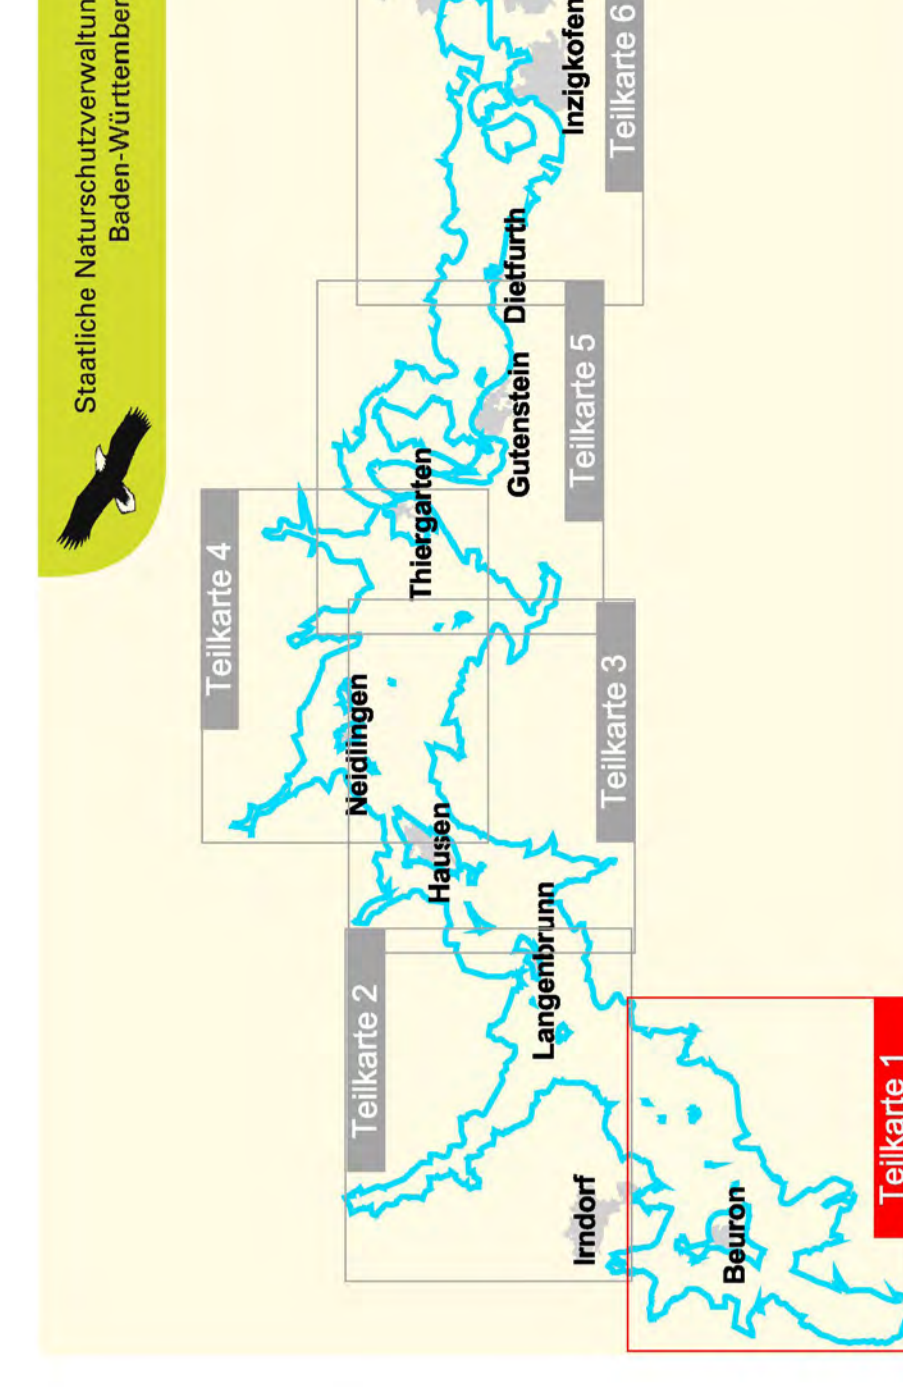 Staatliche Naturschutzverwaltun
Baden-Württember
Teilkarte 4
Teilkarte 2
Neidlingen
Thiergarten
Hausen
Gutenstein
Dietfurth
Inzigkofen
Teilkarte 6
Teilkarte 5
Teilkarte 3
Langenbrunn
Irndorf
Beuron
Teilkarte 1